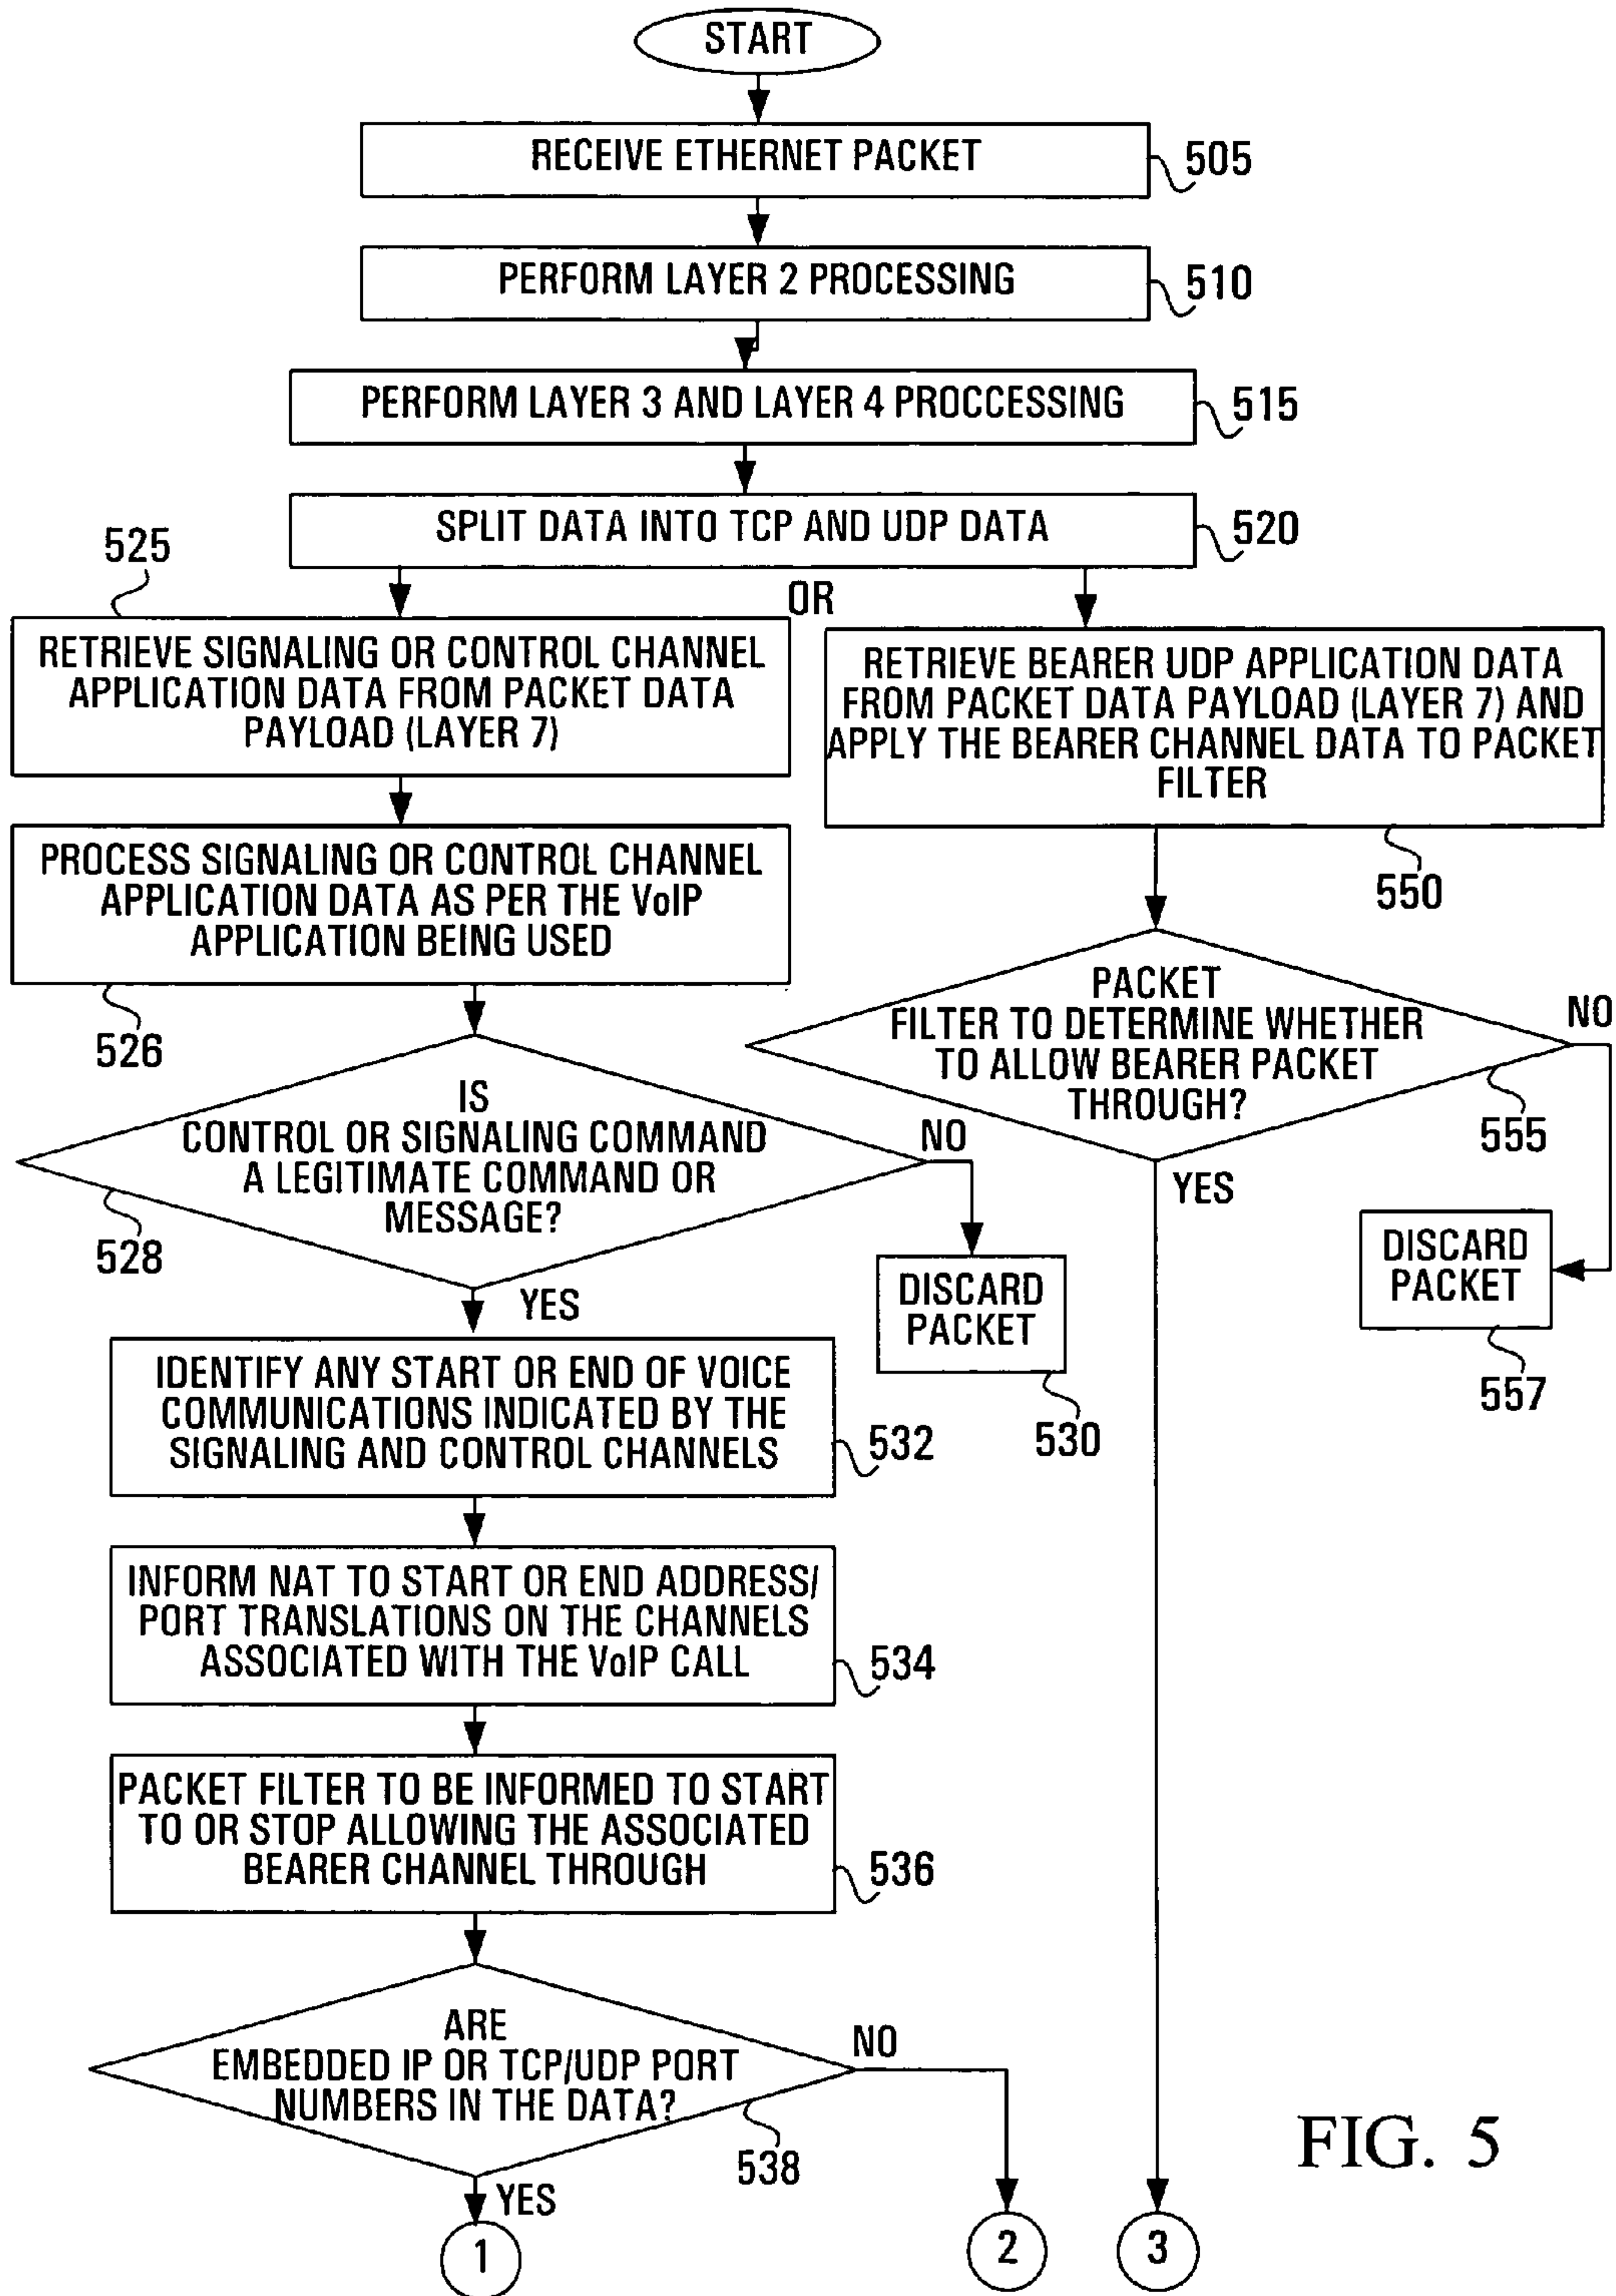 START
RECEIVE ETHERNET PACKET
505
PERFORM LAYER 2 PROCESSING
510
PERFORM LAYER 3 AND LAYER 4 PROCCESSING
515
SPLIT DATA INTO TCP AND UDP DATA
520
525
OR
RETRIEVE SIGNALING OR CONTROL CHANNEL
APPLICATION DATA FROM PACKET DATA
PAYLOAD (LAYER 7)
PROCESS SIGNALING OR CONTROL CHANNEL
APPLICATION DATA AS PER THE VoIP
APPLICATION BEING USED
526
IS
CONTROL OR SIGNALING COMMAND
A LEGITIMATE COMMAND OR
MESSAGE?
528
NO
DISCARD
PACKET
530
YES
IDENTIFY ANY START OR END OF VOICE
COMMUNICATIONS INDICATED BY THE
SIGNALING AND CONTROL CHANNELS
532
INFORM NAT TO START OR END ADDRESS/
PORT TRANSLATIONS ON THE CHANNELS
ASSOCIATED WITH THE VoIP CALL
534
PACKET FILTER TO BE INFORMED TO START
TO OR STOP ALLOWING THE ASSOCIATED
BEARER CHANNEL THROUGH
536
ARE
EMBEDDED IP OR TCP/UDP PORT
NUMBERS IN THE DATA?
538
NO
YES
1
2
RETRIEVE BEARER UDP APPLICATION DATA
FROM PACKET DATA PAYLOAD (LAYER 7) AND
APPLY THE BEARER CHANNEL DATA TO PACKET
FILTER
550
PACKET
FILTER TO DETERMINE WHETHER
TO ALLOW BEARER PACKET
THROUGH?
555
NO
DISCARD
PACKET
557
YES
3
FIG. 5